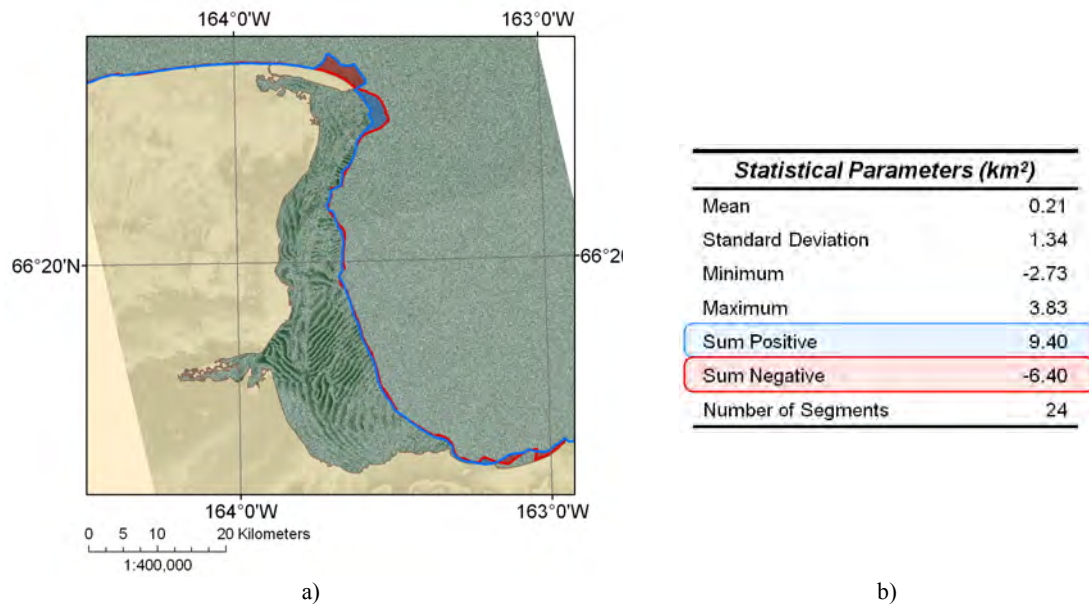 164°0'W 163°0'W
66°20'N 66°20'
164°0'W 163°0'W
0 5 10 20 Kilometers
1:400,000
a)
Statistical Parameters (km²)
Mean 0.21
Standard Deviation 1.34
Minimum -2.73
Maximum 3.83
Sum Positive 9.40
Sum Negative -6.40
Number of Segments 24
b)